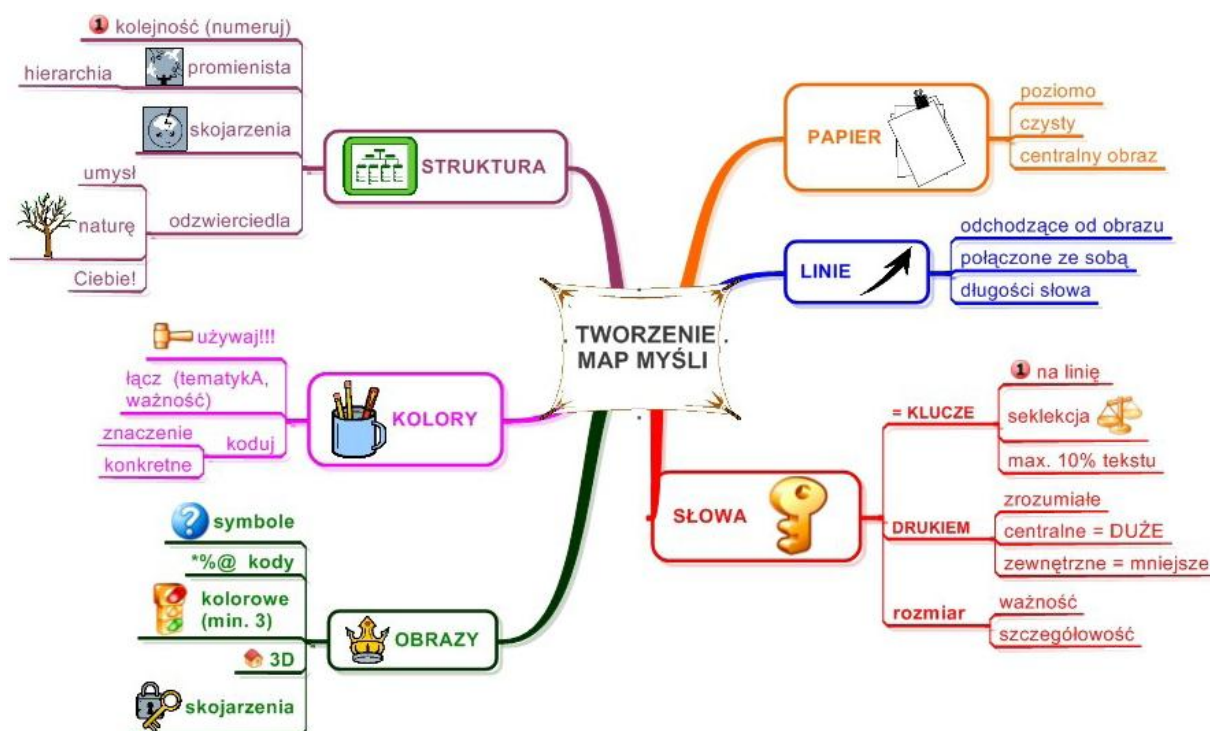 TWORZENIE
MAP MYŚLI
PAPIER
poziomo
czysty
centralny obraz
LINIE
odchodzące od obrazu
połączone ze sobą
długości słowa
SŁOWA
= KLUCZE
1 na linię
seklekcja
max. 10% tekstu
DRUKIEM
zrozumiałe
centralne = DUŻE
zewnętrzne = mniejsze
rozmiar
ważność
szczegółowość
OBRAZY
symbole
*%@ kody
kolorowe
(min. 3)
3D
skojarzenia
KOLORY
używaj!!!
łącz (tematykA,
ważność)
koduj
znaczenie
konkretne
STRUKTURA
1 kolejność (numeruj)
promienista
hierarchia
skojarzenia
odzwierciedla
umysł
naturę
Ciebie!